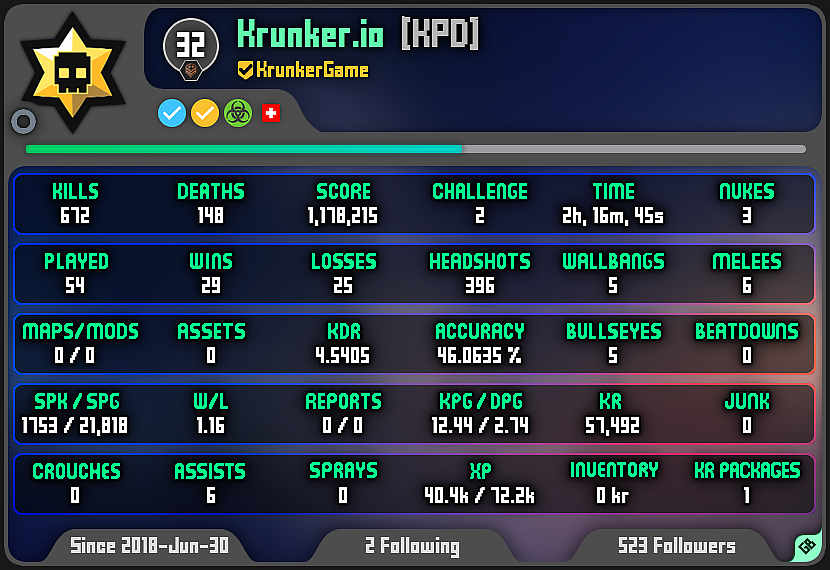 32
Krunker.io [KPD]
KrunkerGame
KILLS DEATHS SCORE CHALLENGE TIME NUKES
672 148 1,178,215 2 2h, 16m, 45s 3
PLAYED WINS LOSSES HEADSHOTS WALLBANGS MELEES
54 29 25 396 5 6
MAPS/MODS ASSETS KDR ACCURACY BULLSEYES BEATDOWNS
0 / 0 0 4.5405 46.0635 % 5 0
SPK / SPG W/L REPORTS KPG / DPG KR JUNK
1753 / 21,818 1.16 0 / 0 12.44 / 2.74 57,492 0
CROUCHES ASSISTS SPRAYS XP INVENTORY KR PACKAGES
0 6 0 40.4k / 72.2k 0 kr 1
Since 2018-Jun-30 2 Following 523 Followers